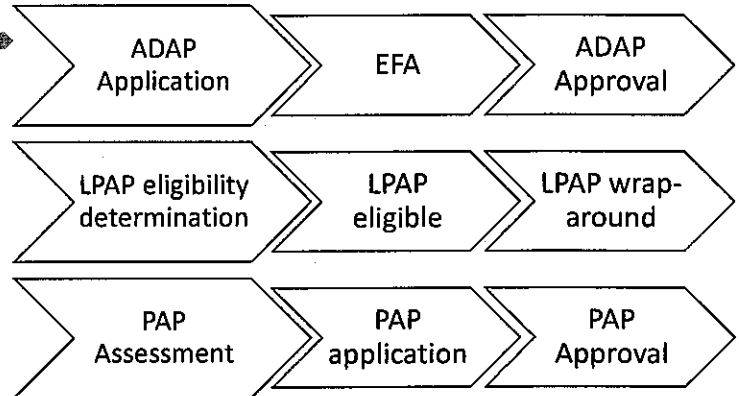 ADAP
Application
EFA
ADAP
Approval
LPAP eligibility
determination
LPAP
eligible
LPAP wrap-
around
PAP
Assessment
PAP
application
PAP
Approval